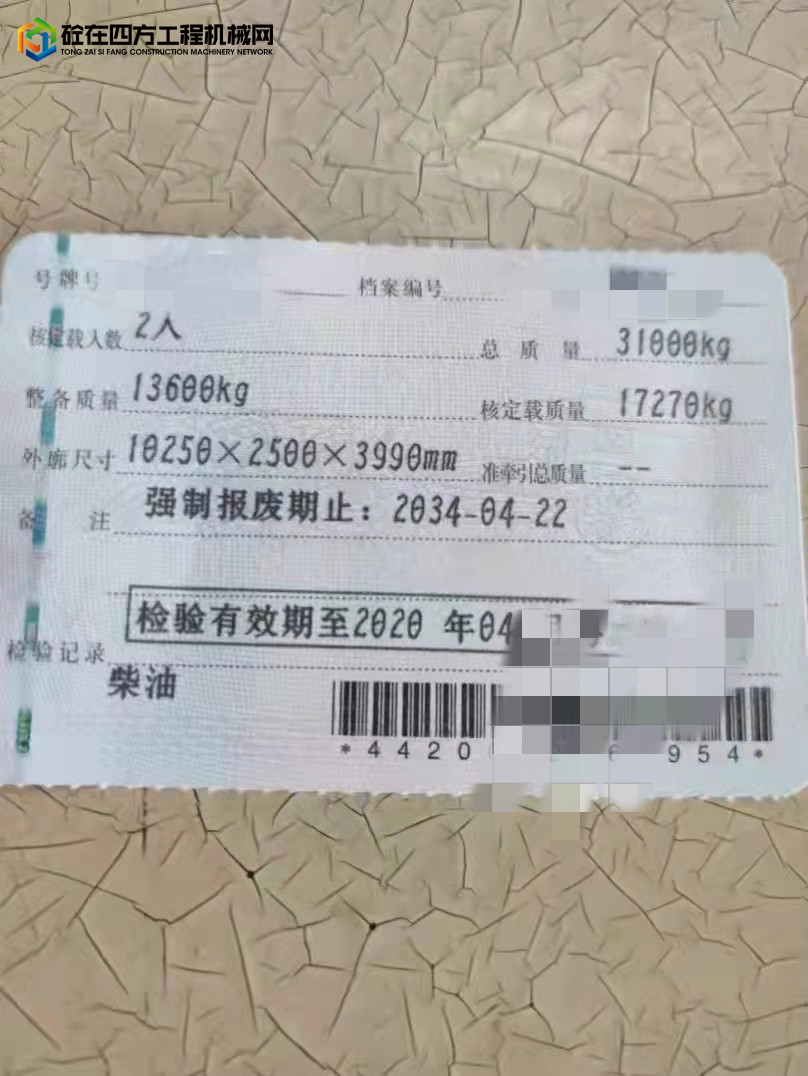 砼在四方工程机械网
TONG ZAI SI FANG CONSTRUCTION MACHINERY NETWORK
号牌号 档案编号
核定载人数 2人 总质量 31000kg
整备质量 13600kg 核定载质量 17270kg
外廓尺寸 10250×2500×3990mm 准牵引总质量 --
备注 强制报废期止：2034-04-22
检验有效期至2020年04
检验记录
柴油
*4420 954*